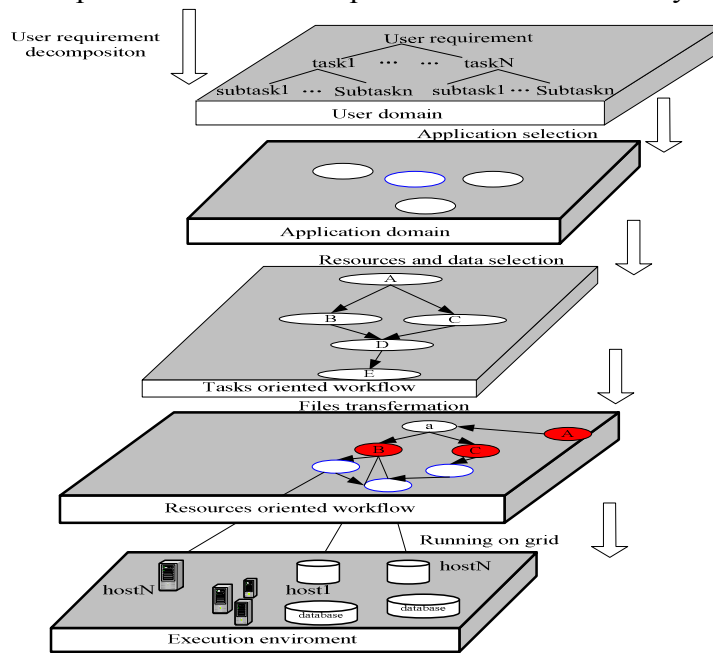 User requirement
decompositon
User requirement
task1 ... ... taskN
subtask1 ... Subtaskn subtask1 ... Subtaskn
User domain
Application selection
Application domain
Resources and data selection
A
B C
D
E
Tasks oriented workflow
Files transfermation
a
A
B C
Resources oriented workflow
Running on grid
hostN host1 hostN
database database
Execution enviroment